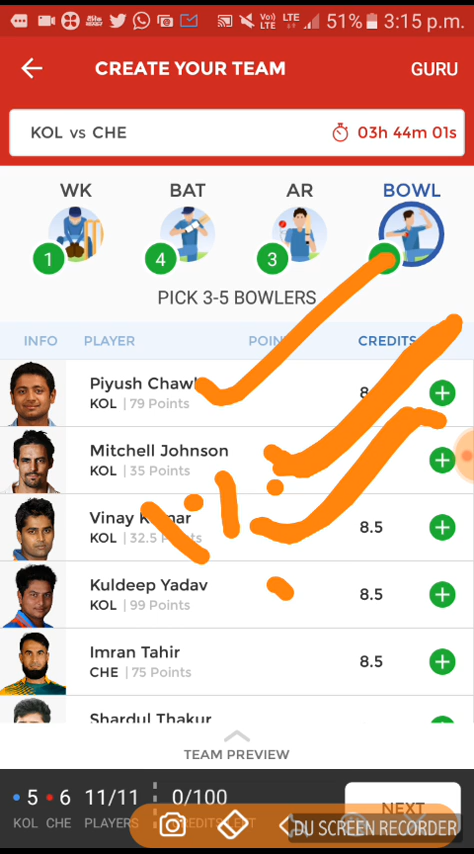 Vo)) LTE LTE 51% 3:15 p.m.
CREATE YOUR TEAM GURU
KOL vs CHE 03h 44m 01s
WK BAT AR BOWL
1 4 3
PICK 3-5 BOWLERS
INFO PLAYER CREDITS
Piyush
KOL | 79 Points
Mitchell Johnson
KOL | 35 Points
Vinay
KOL | 32.5 8.5
Kuldeep Yadav
KOL | 99 Points 8.5
Imran Tahir
CHE | 75 Points 8.5
Shardul Thakur
TEAM PREVIEW
5 6 11/11 0/100 NEXT
KOL CHE PLAYERS
DU SCREEN RECORDER